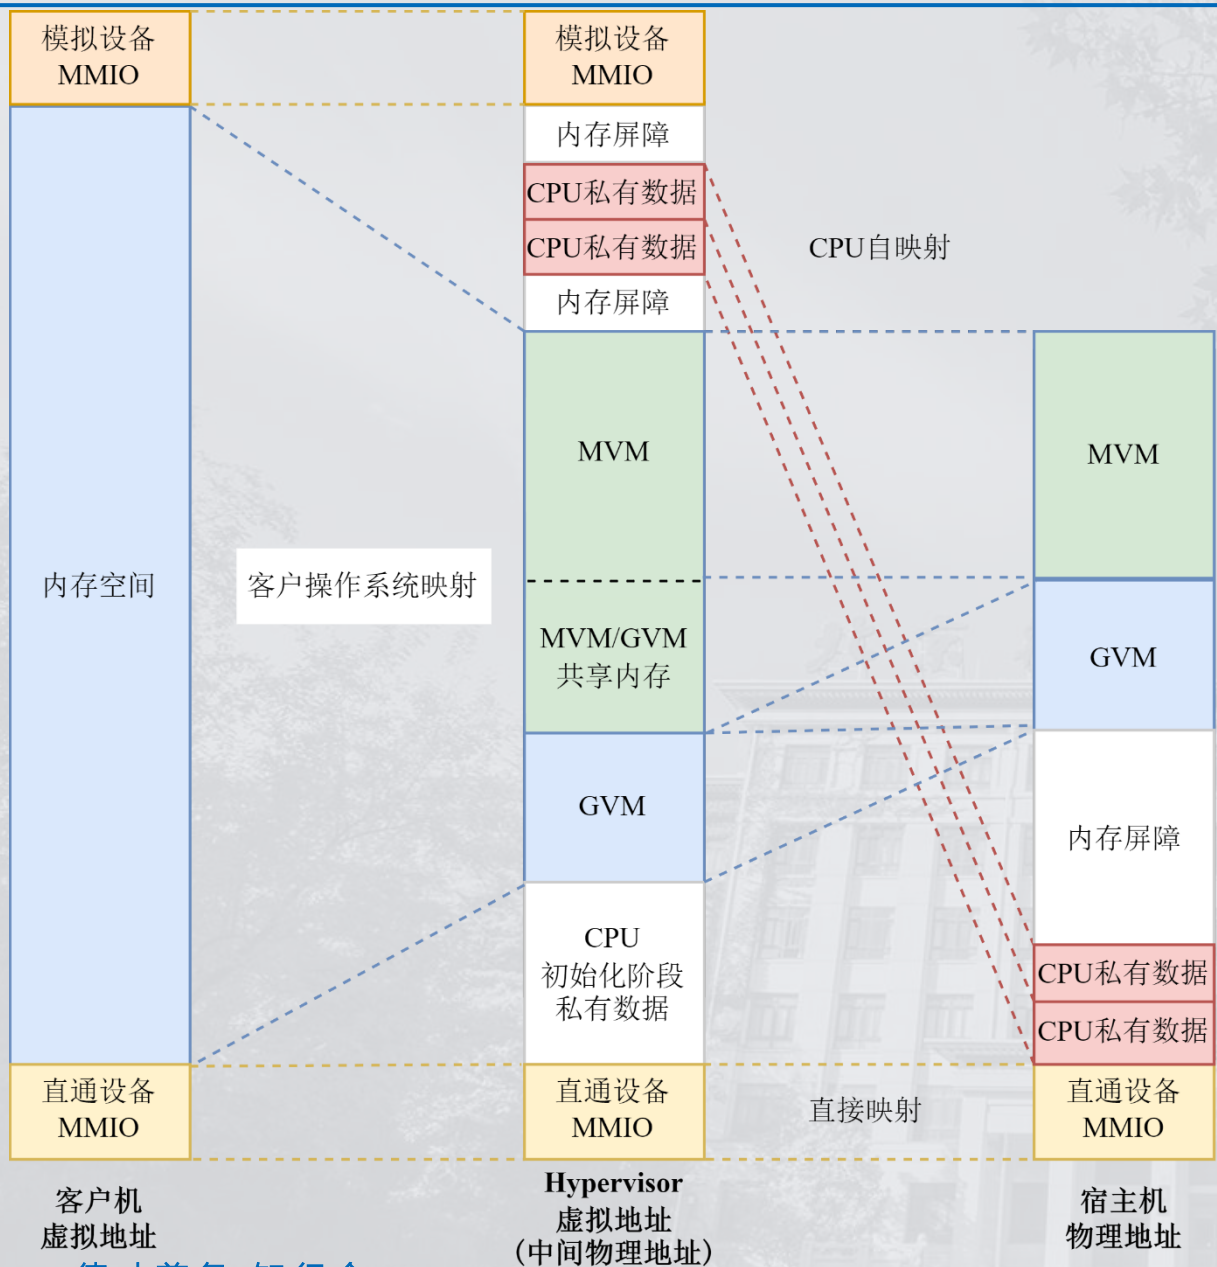 模拟设备
MMIO
内存空间
直通设备
MMIO
客户机
虚拟地址
客户操作系统映射
模拟设备
MMIO
内存屏障
CPU私有数据
CPU私有数据
内存屏障
MVM
MVM/GVM
共享内存
GVM
CPU
初始化阶段
私有数据
直通设备
MMIO
Hypervisor
虚拟地址
（中间物理地址）
CPU自映射
直接映射
MVM
GVM
内存屏障
CPU私有数据
CPU私有数据
直通设备
MMIO
宿主机
物理地址